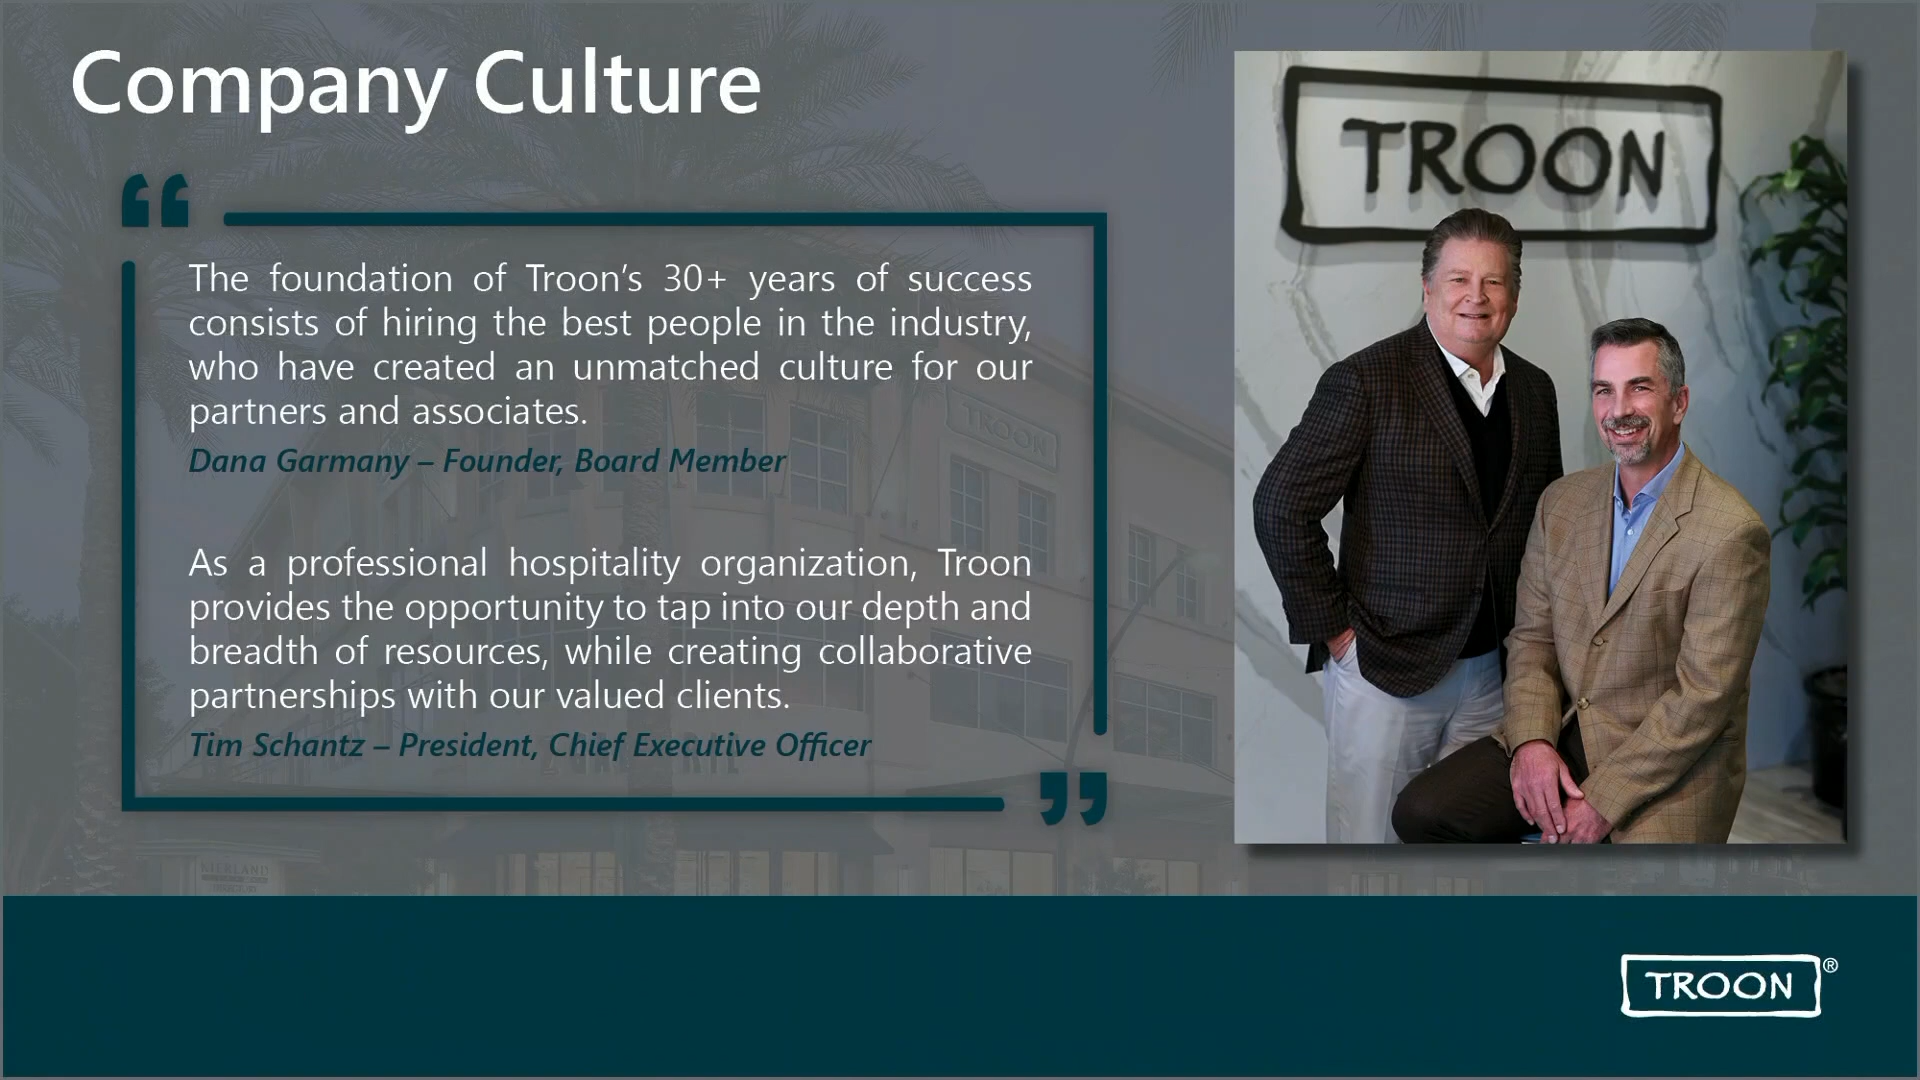 Company Culture
“
The foundation of Troon’s 30+ years of success
consists of hiring the best people in the industry,
who have created an unmatched culture for our
partners and associates.
Dana Garmany – Founder, Board Member
As a professional hospitality organization, Troon
provides the opportunity to tap into our depth and
breadth of resources, while creating collaborative
partnerships with our valued clients.
Tim Schantz – President, Chief Executive Officer
”
TROON
TROON
KIERLAND
TROON®